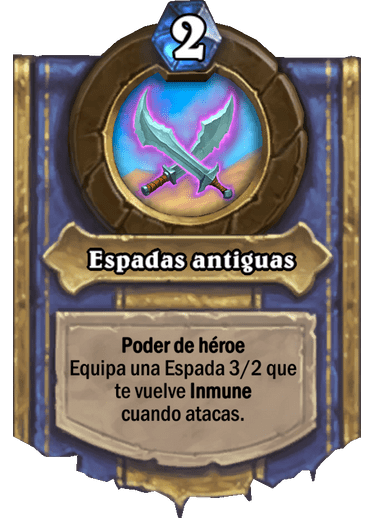 2
Espadas antiguas
Poder de héroe
Equipa una Espada 3/2 que
te vuelve Inmune
cuando atacas.